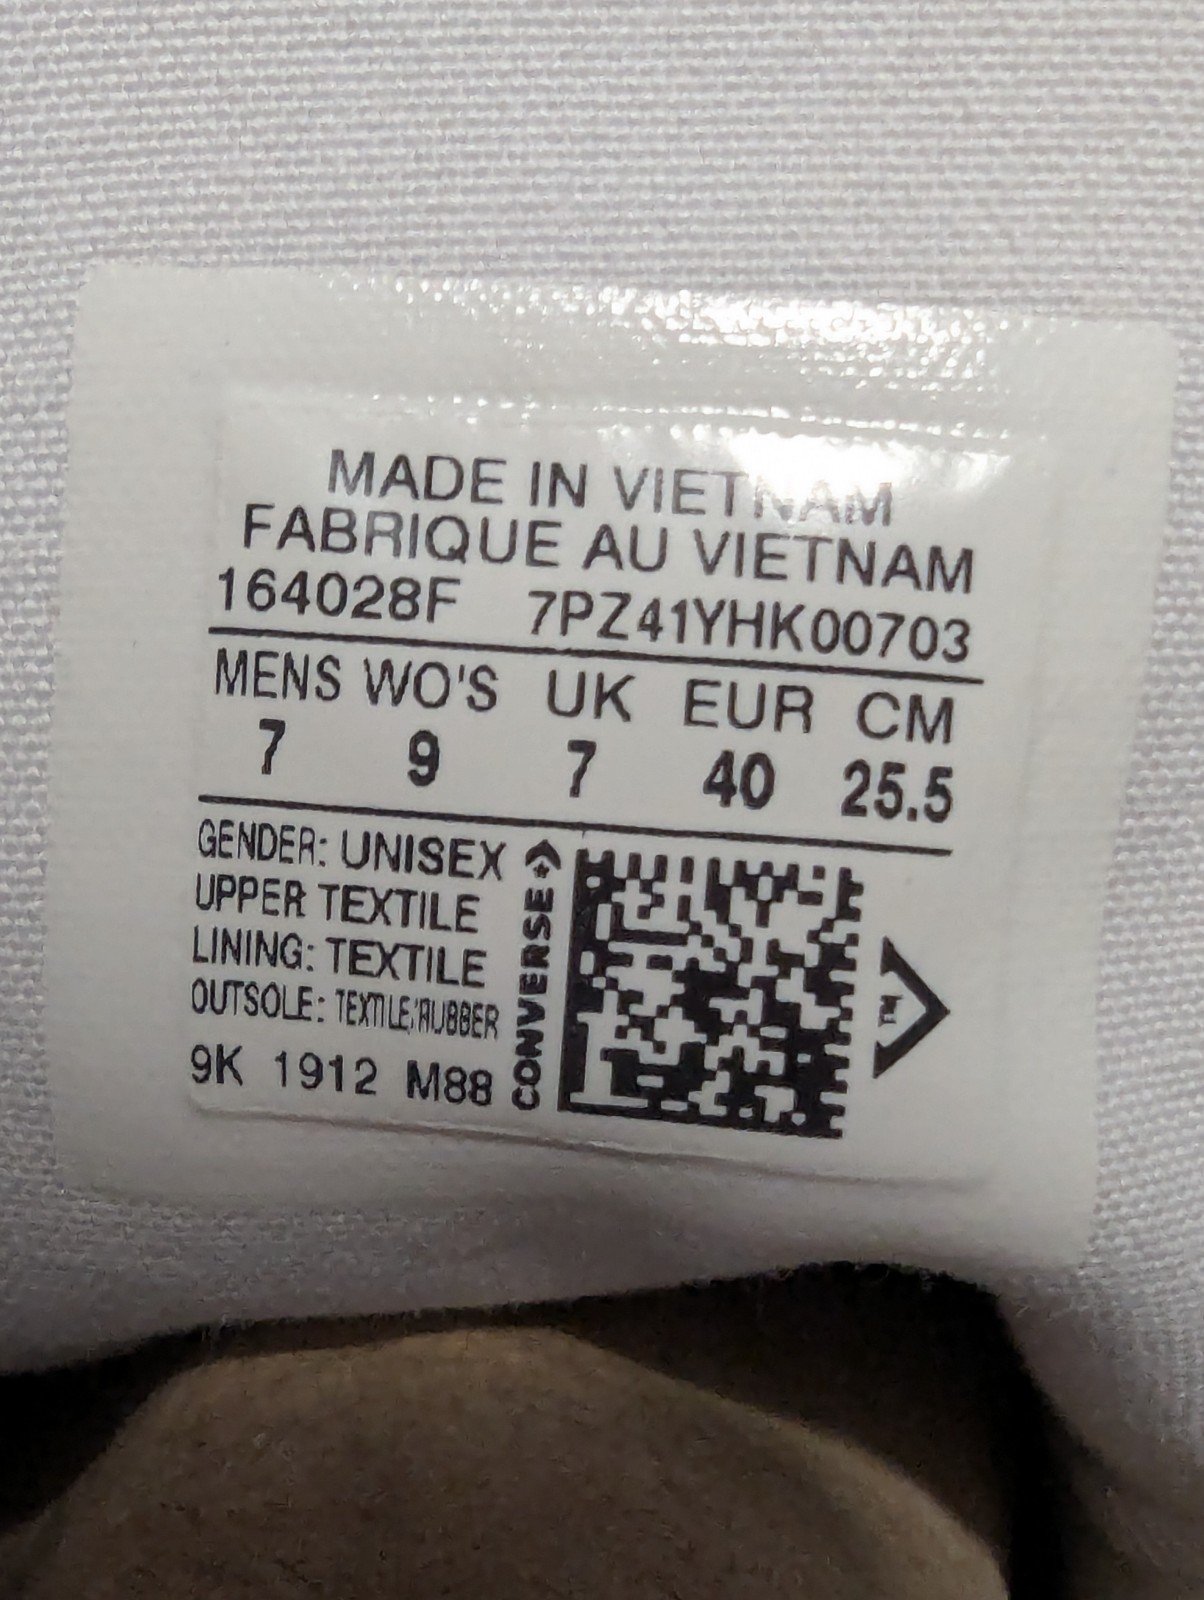 MADE IN VIETNAM
FABRIQUE AU VIETNAM
164028F 7PZ41YHK00703
MENS WO'S UK EUR CM
7 9 7 40 25.5
GENDER: UNISEX
UPPER TEXTILE
LINING: TEXTILE
OUTSOLE: TEXTILE/RUBBER
9K 1912 M88
CONVERSE
TM